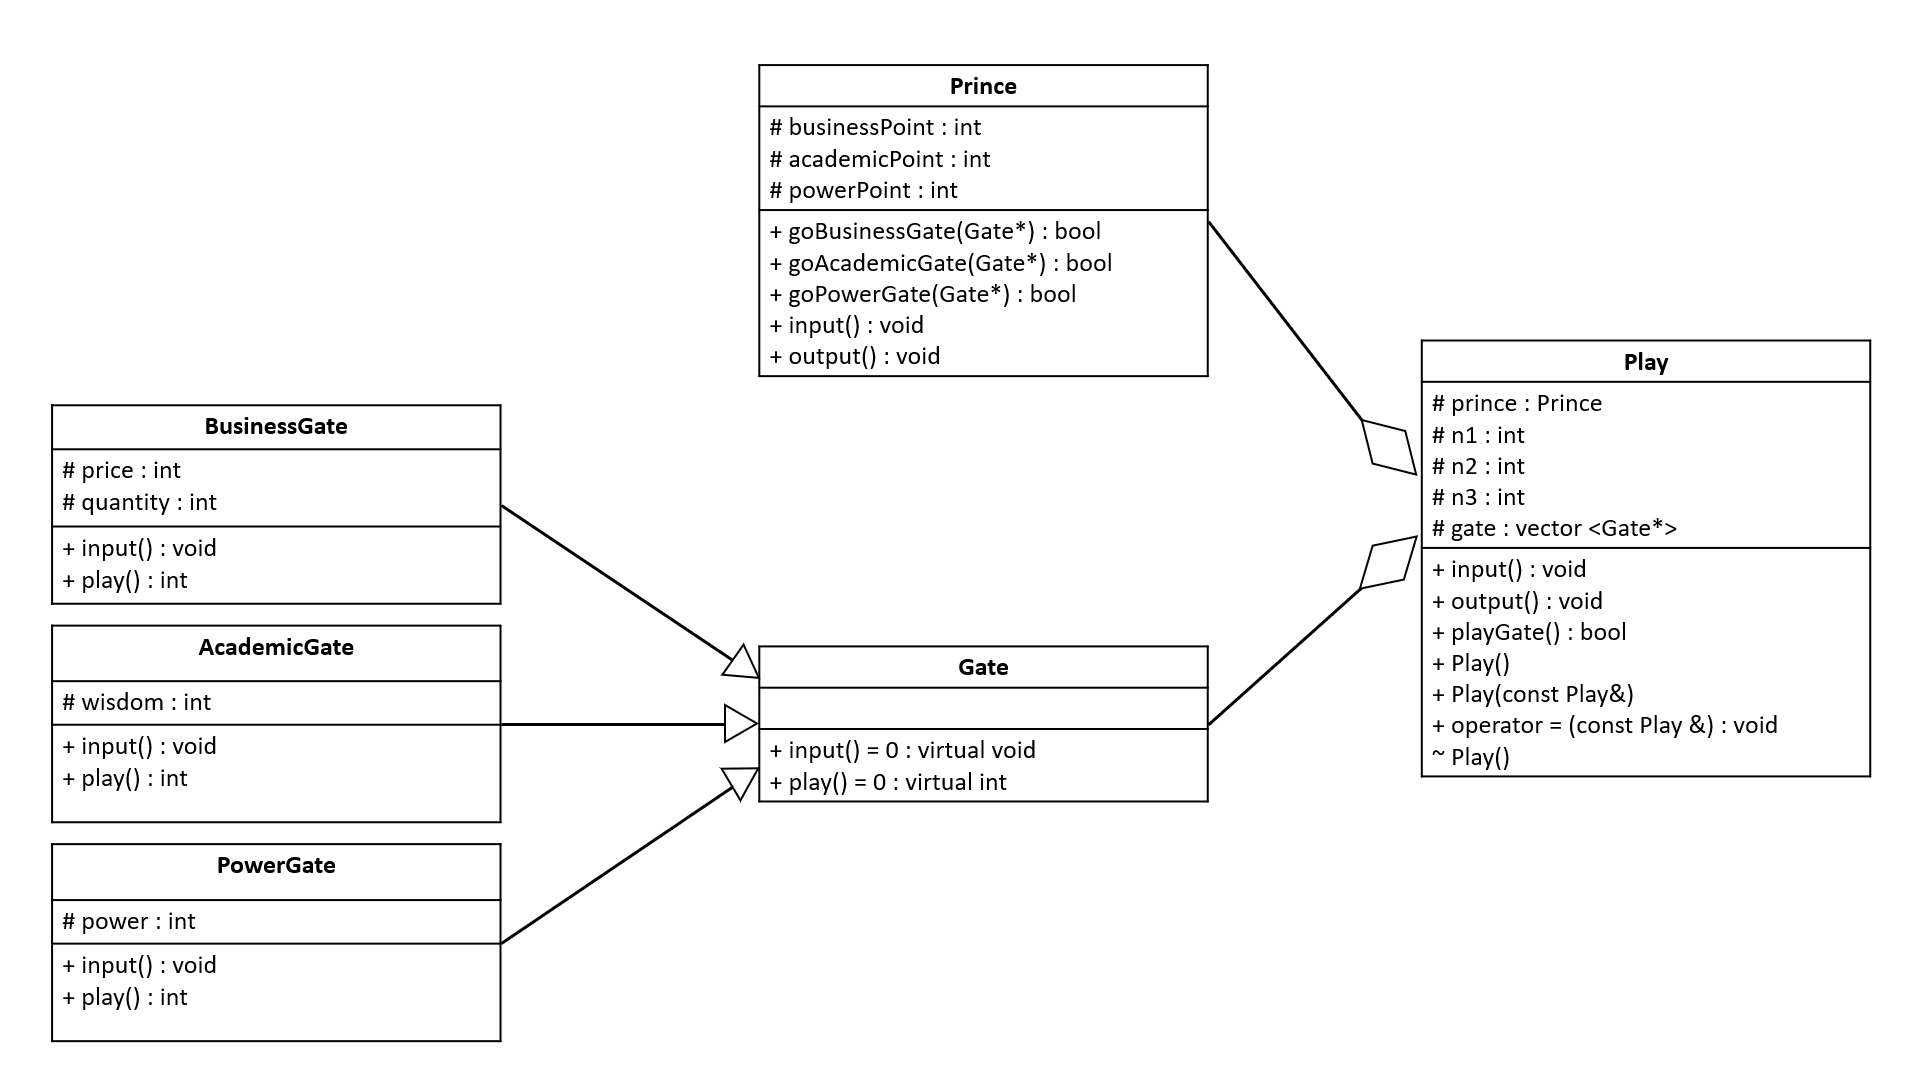 Prince
# businessPoint : int
# academicPoint : int
# powerPoint : int
+ goBusinessGate(Gate*) : bool
+ goAcademicGate(Gate*) : bool
+ goPowerGate(Gate*) : bool
+ input() : void
+ output() : void
Play
# prince : Prince
# n1 : int
# n2 : int
# n3 : int
# gate : vector <Gate*>
+ input() : void
+ output() : void
+ playGate() : bool
+ Play()
+ Play(const Play&)
+ operator = (const Play &) : void
~ Play()
BusinessGate
# price : int
# quantity : int
+ input() : void
+ play() : int
AcademicGate
# wisdom : int
+ input() : void
+ play() : int
PowerGate
# power : int
+ input() : void
+ play() : int
Gate
+ input() = 0 : virtual void
+ play() = 0 : virtual int